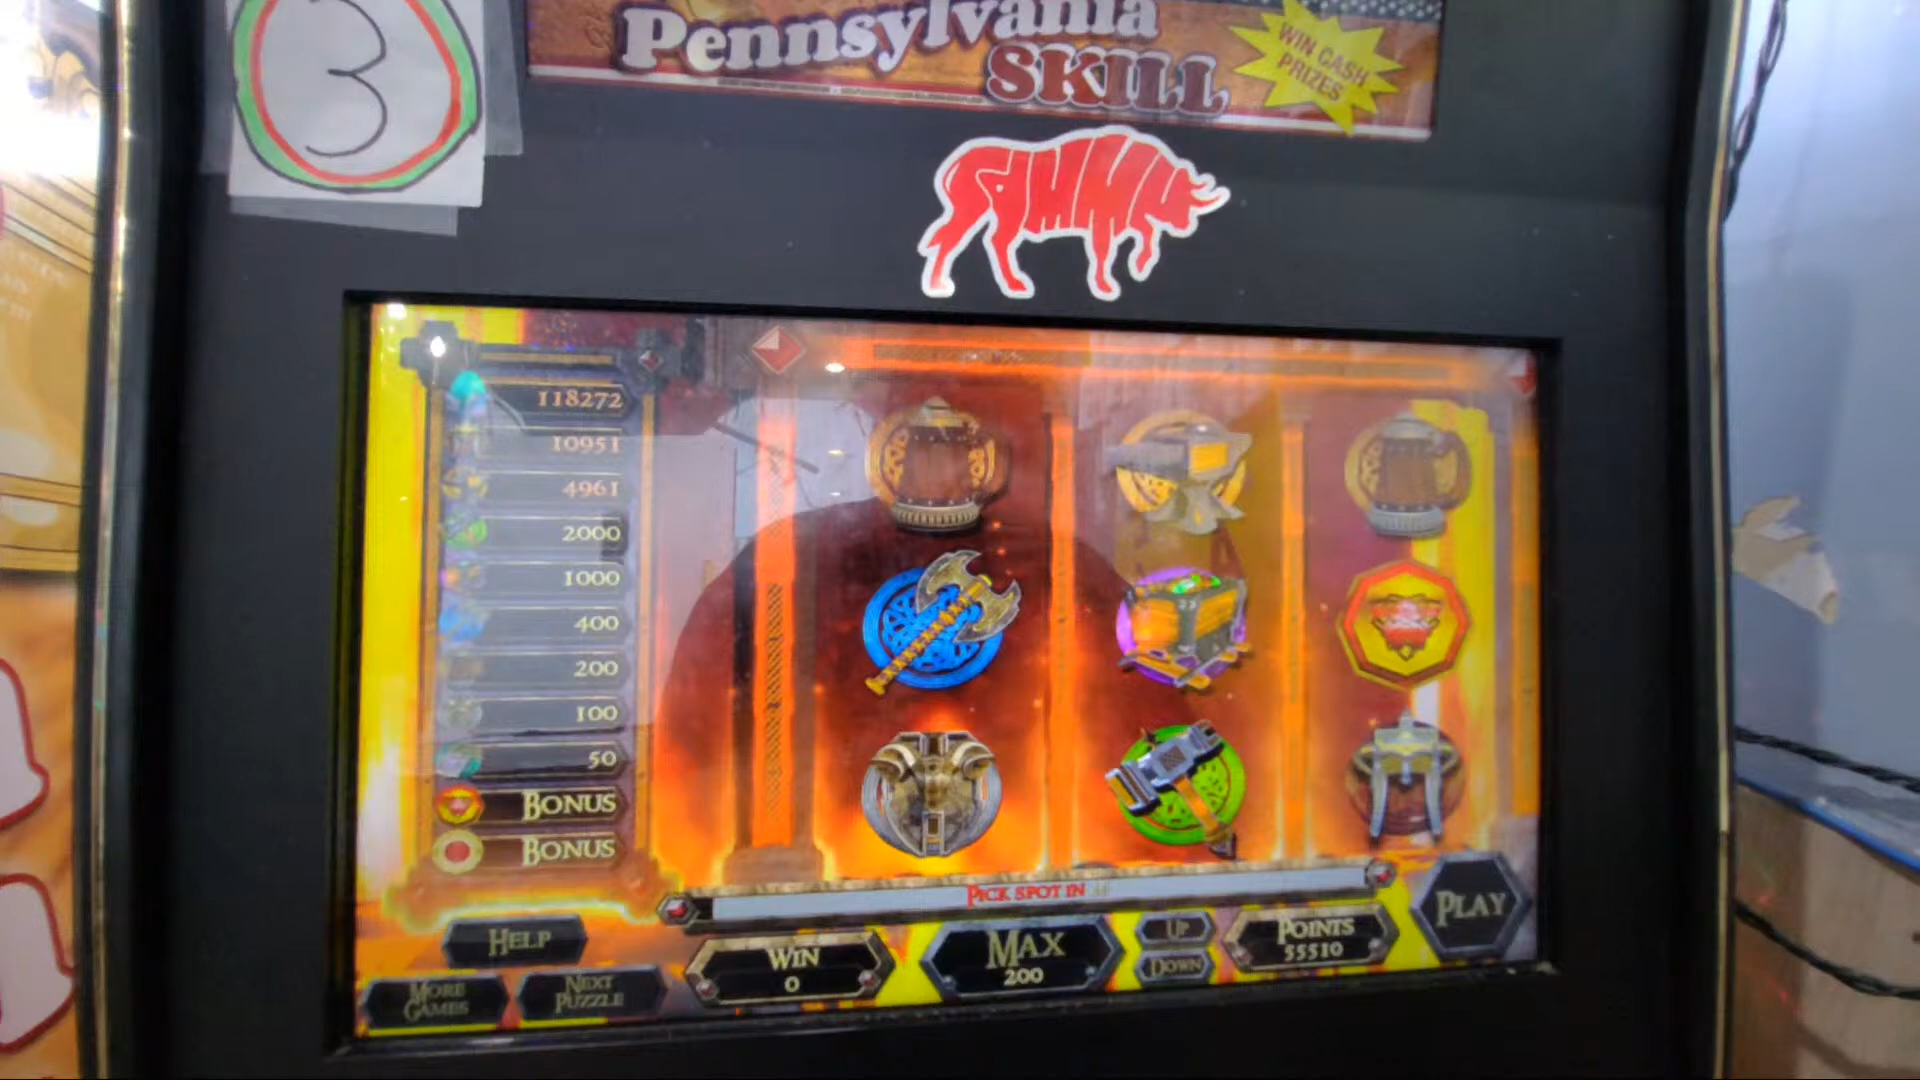 3
Pennsylvania
SKILL
WIN CASH
PRIZES
118272
10951
4961
2000
1000
400
200
100
50
BONUS
BONUS
PICK SPOT IN
HELP
WIN
0
MAX
200
UP
DOWN
POINTS
55510
PLAY
MORE
GAMES
NEXT
PUZZLE